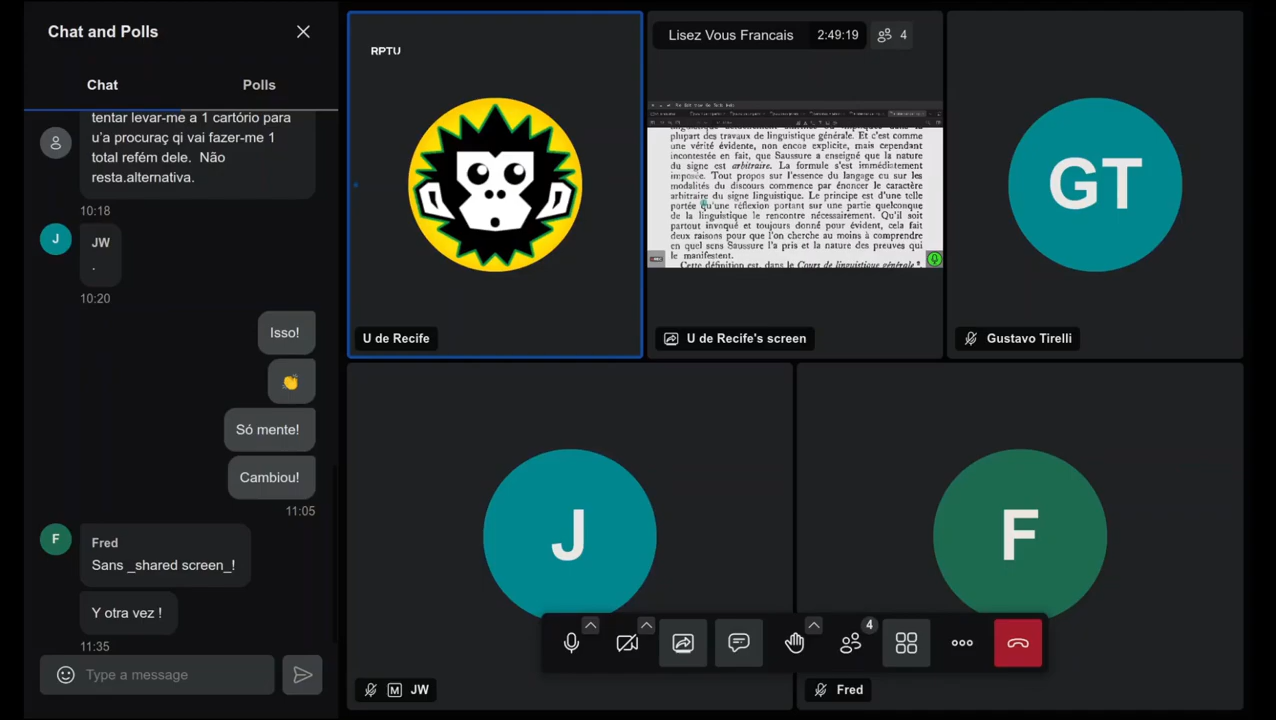 Chat and Polls
Chat
Polls
tentar levar-me a 1 cartório para
u'a procuraç qi vai fazer-me 1
total refém dele. Não
resta.alternativa.
10:18
J
JW
.
10:20
Isso!
👏
Só mente!
Cambiou!
11:05
F
Fred
Sans _shared screen_!
Y otra vez !
11:35
Type a message
RPTU
U de Recife
Lisez Vous Francais
2:49:19
4
plupart des travaux de linguistique générale. Et c'est comme
une vérité évidente, non encore explicite, mais cependant
incontestée en fait, que Saussure a enseigné que la nature
du signe est arbitraire. La formule s'est immédiatement
imposée. Tout propos sur l'essence du langage ou sur les
modalités du discours commence par énoncer le caractère
arbitraire du signe linguistique. Le principe est d'une telle
portée qu'une réflexion portant sur une partie quelconque
de la linguistique le rencontre nécessairement. Qu'il soit
partout invoqué et toujours donné pour évident, cela fait
deux raisons pour que l'on cherche au moins à comprendre
en quel sens Saussure l'a pris et la nature des preuves qui
le manifestent.
Cette définition est, dans le Cours de linguistique générale
U de Recife's screen
GT
Gustavo Tirelli
J
M
JW
F
Fred
4